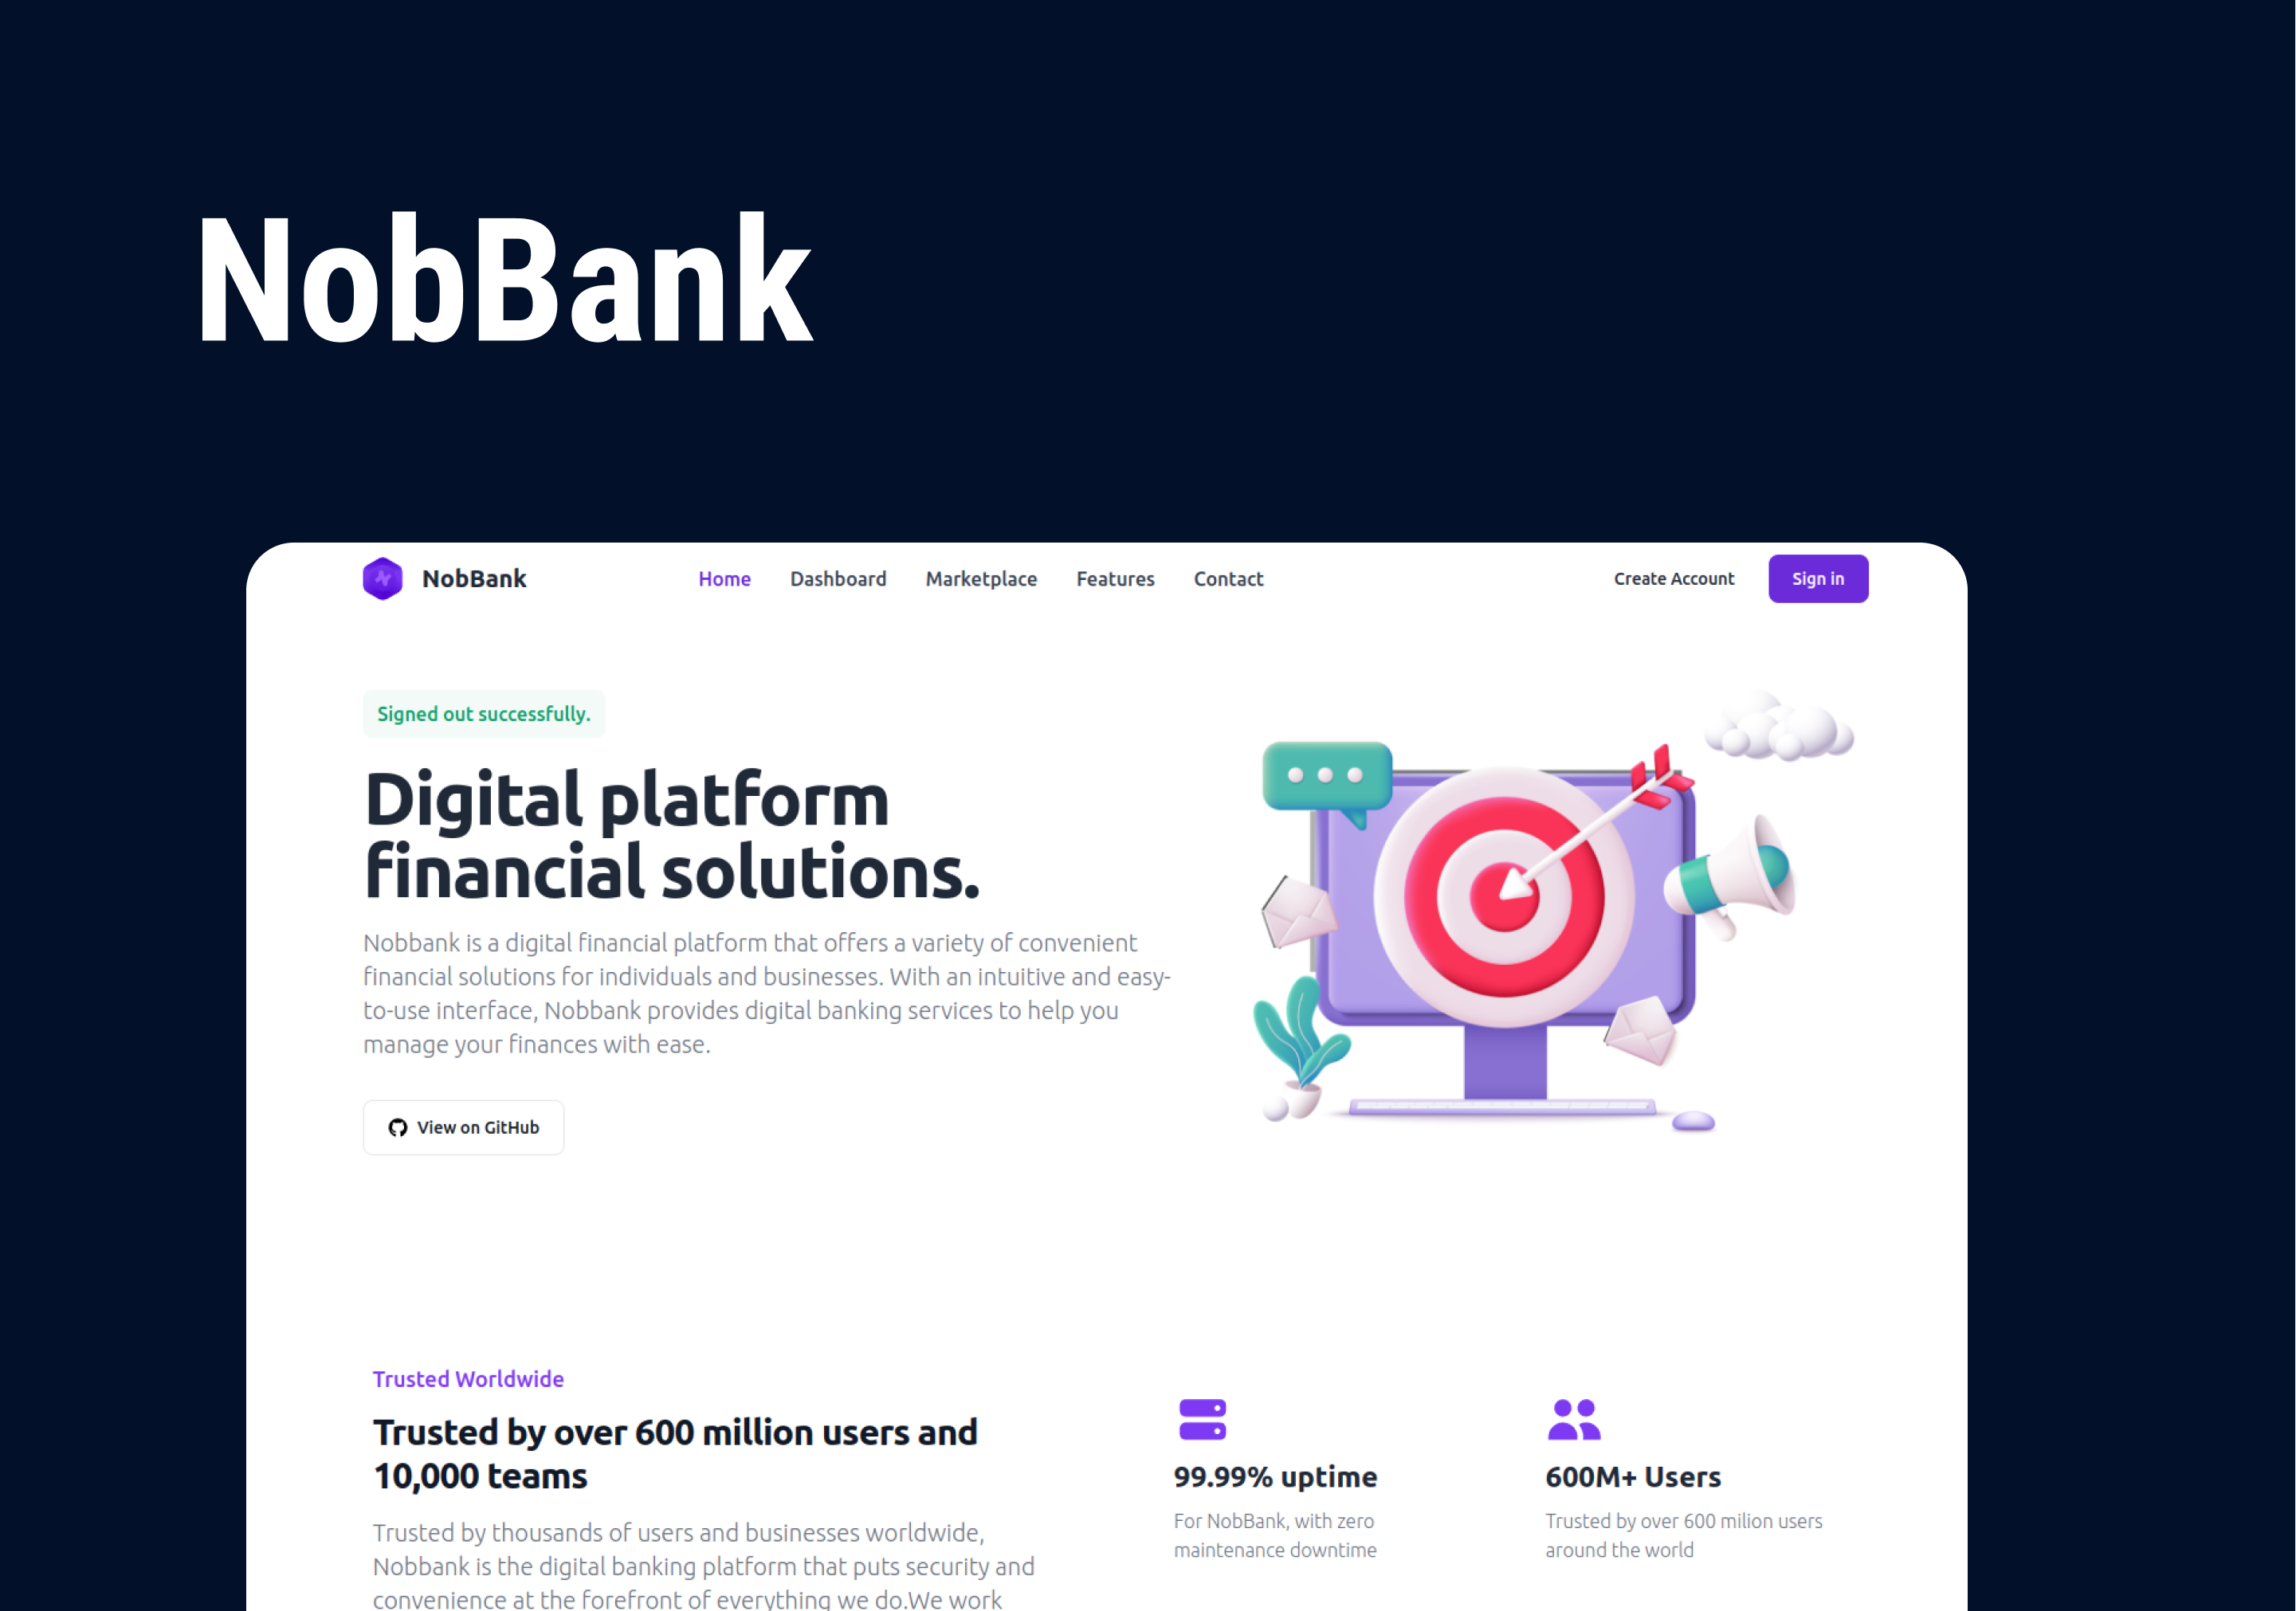 NobBank
NobBank
Home Dashboard Marketplace Features Contact
Create Account Sign in
Signed out successfully.
Digital platform
financial solutions.
Nobbank is a digital financial platform that offers a variety of convenient
financial solutions for individuals and businesses. With an intuitive and easy-
to-use interface, Nobbank provides digital banking services to help you
manage your finances with ease.
View on GitHub
Trusted Worldwide
Trusted by over 600 million users and
10,000 teams
Trusted by thousands of users and businesses worldwide,
Nobbank is the digital banking platform that puts security and
convenience at the forefront of everything we do.We work
99.99% uptime
For NobBank, with zero
maintenance downtime
600M+ Users
Trusted by over 600 milion users
around the world